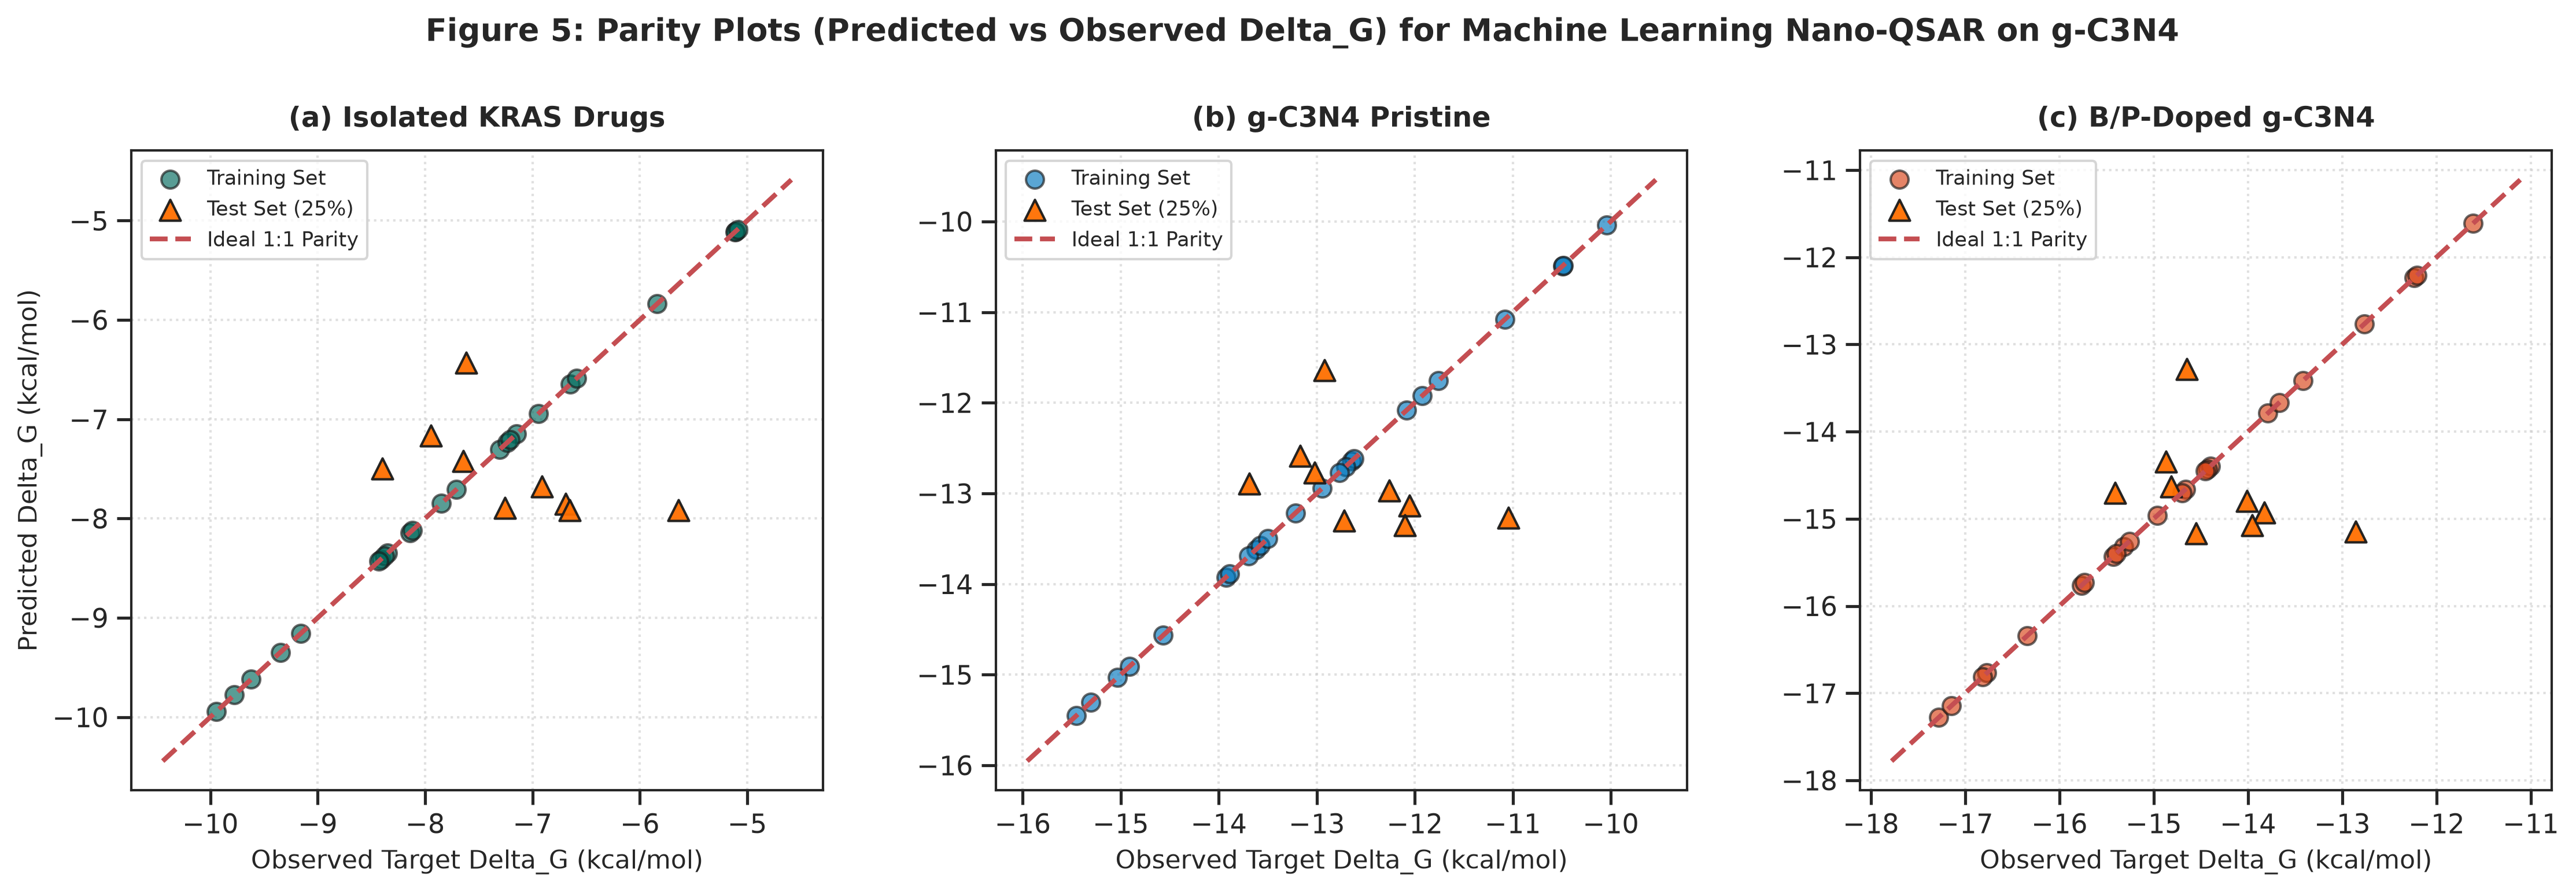 Figure 5: Parity Plots (Predicted vs Observed Delta_G) for Machine Learning Nano-QSAR on g-C3N4
(a) Isolated KRAS Drugs
Training Set
Test Set (25%)
Ideal 1:1 Parity
Predicted Delta_G (kcal/mol)
−5
−6
−7
−8
−9
−10
−10 −9 −8 −7 −6 −5
Observed Target Delta_G (kcal/mol)
(b) g-C3N4 Pristine
Training Set
Test Set (25%)
Ideal 1:1 Parity
−10
−11
−12
−13
−14
−15
−16
−16 −15 −14 −13 −12 −11 −10
Observed Target Delta_G (kcal/mol)
(c) B/P-Doped g-C3N4
Training Set
Test Set (25%)
Ideal 1:1 Parity
−11
−12
−13
−14
−15
−16
−17
−18
−18 −17 −16 −15 −14 −13 −12 −11
Observed Target Delta_G (kcal/mol)